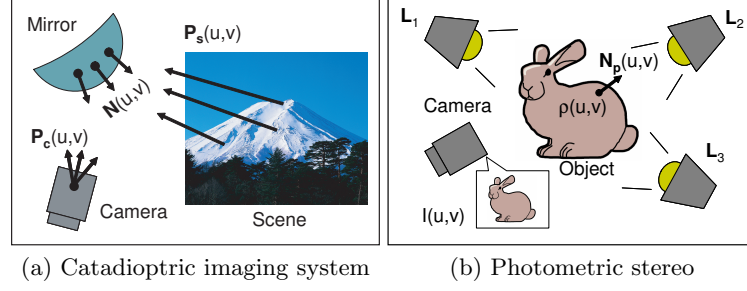 Mirror
P_s(u,v)
N(u,v)
P_c(u,v)
Camera
Scene
(a) Catadioptric imaging system
L_1
L_2
N_p(u,v)
Camera
ρ(u,v)
L_3
Object
I(u,v)
(b) Photometric stereo